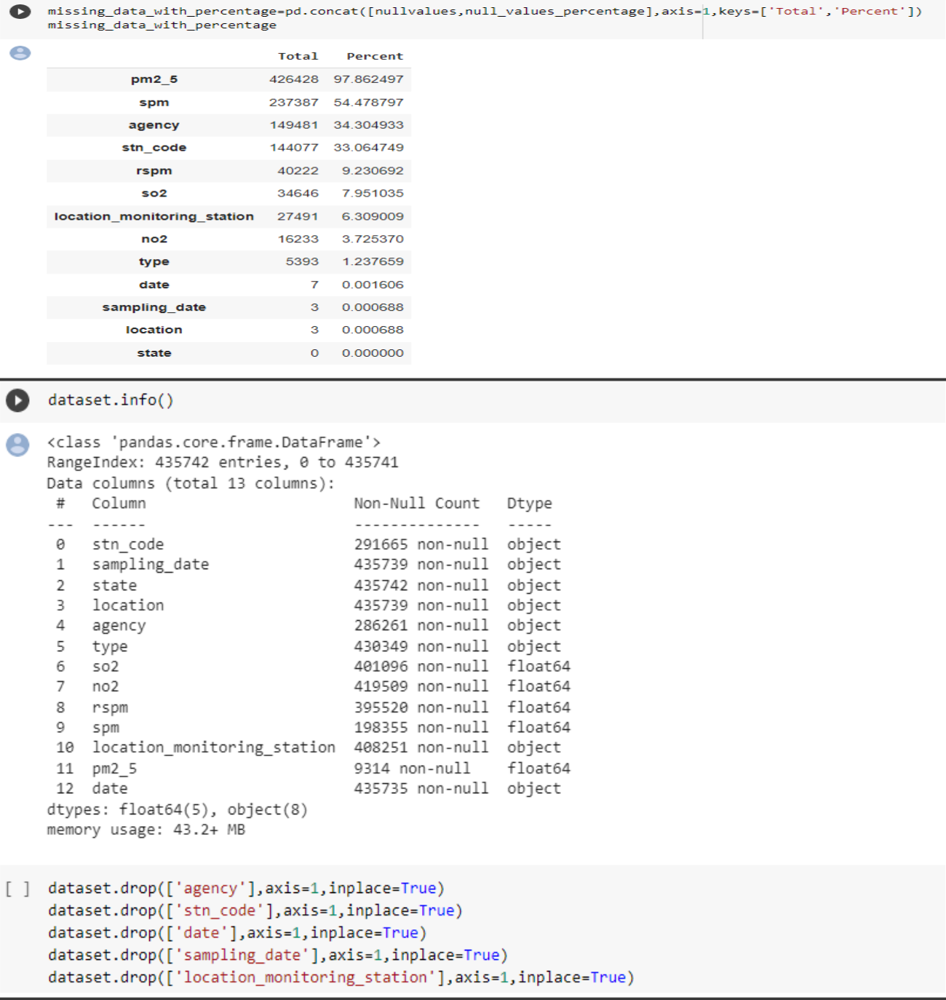 missing_data_with_percentage=pd.concat([nullvalues,null_values_percentage],axis=1,keys=['Total','Percent'])
missing_data_with_percentage
Total Percent
pm2_5 426428 97.862497
spm 237387 54.478797
agency 149481 34.304933
stn_code 144077 33.064749
rspm 40222 9.230692
so2 34646 7.951035
location_monitoring_station 27491 6.309009
no2 16233 3.725370
type 5393 1.237659
date 7 0.001606
sampling_date 3 0.000688
location 3 0.000688
state 0 0.000000
dataset.info()
<class 'pandas.core.frame.DataFrame'>
RangeIndex: 435742 entries, 0 to 435741
Data columns (total 13 columns):
# Column Non-Null Count Dtype
--- ------ -------------- -----
0 stn_code 291665 non-null object
1 sampling_date 435739 non-null object
2 state 435742 non-null object
3 location 435739 non-null object
4 agency 286261 non-null object
5 type 430349 non-null object
6 so2 401096 non-null float64
7 no2 419509 non-null float64
8 rspm 395520 non-null float64
9 spm 198355 non-null float64
10 location_monitoring_station 408251 non-null object
11 pm2_5 9314 non-null float64
12 date 435735 non-null object
dtypes: float64(5), object(8)
memory usage: 43.2+ MB
[ ] dataset.drop(['agency'],axis=1,inplace=True)
dataset.drop(['stn_code'],axis=1,inplace=True)
dataset.drop(['date'],axis=1,inplace=True)
dataset.drop(['sampling_date'],axis=1,inplace=True)
dataset.drop(['location_monitoring_station'],axis=1,inplace=True)